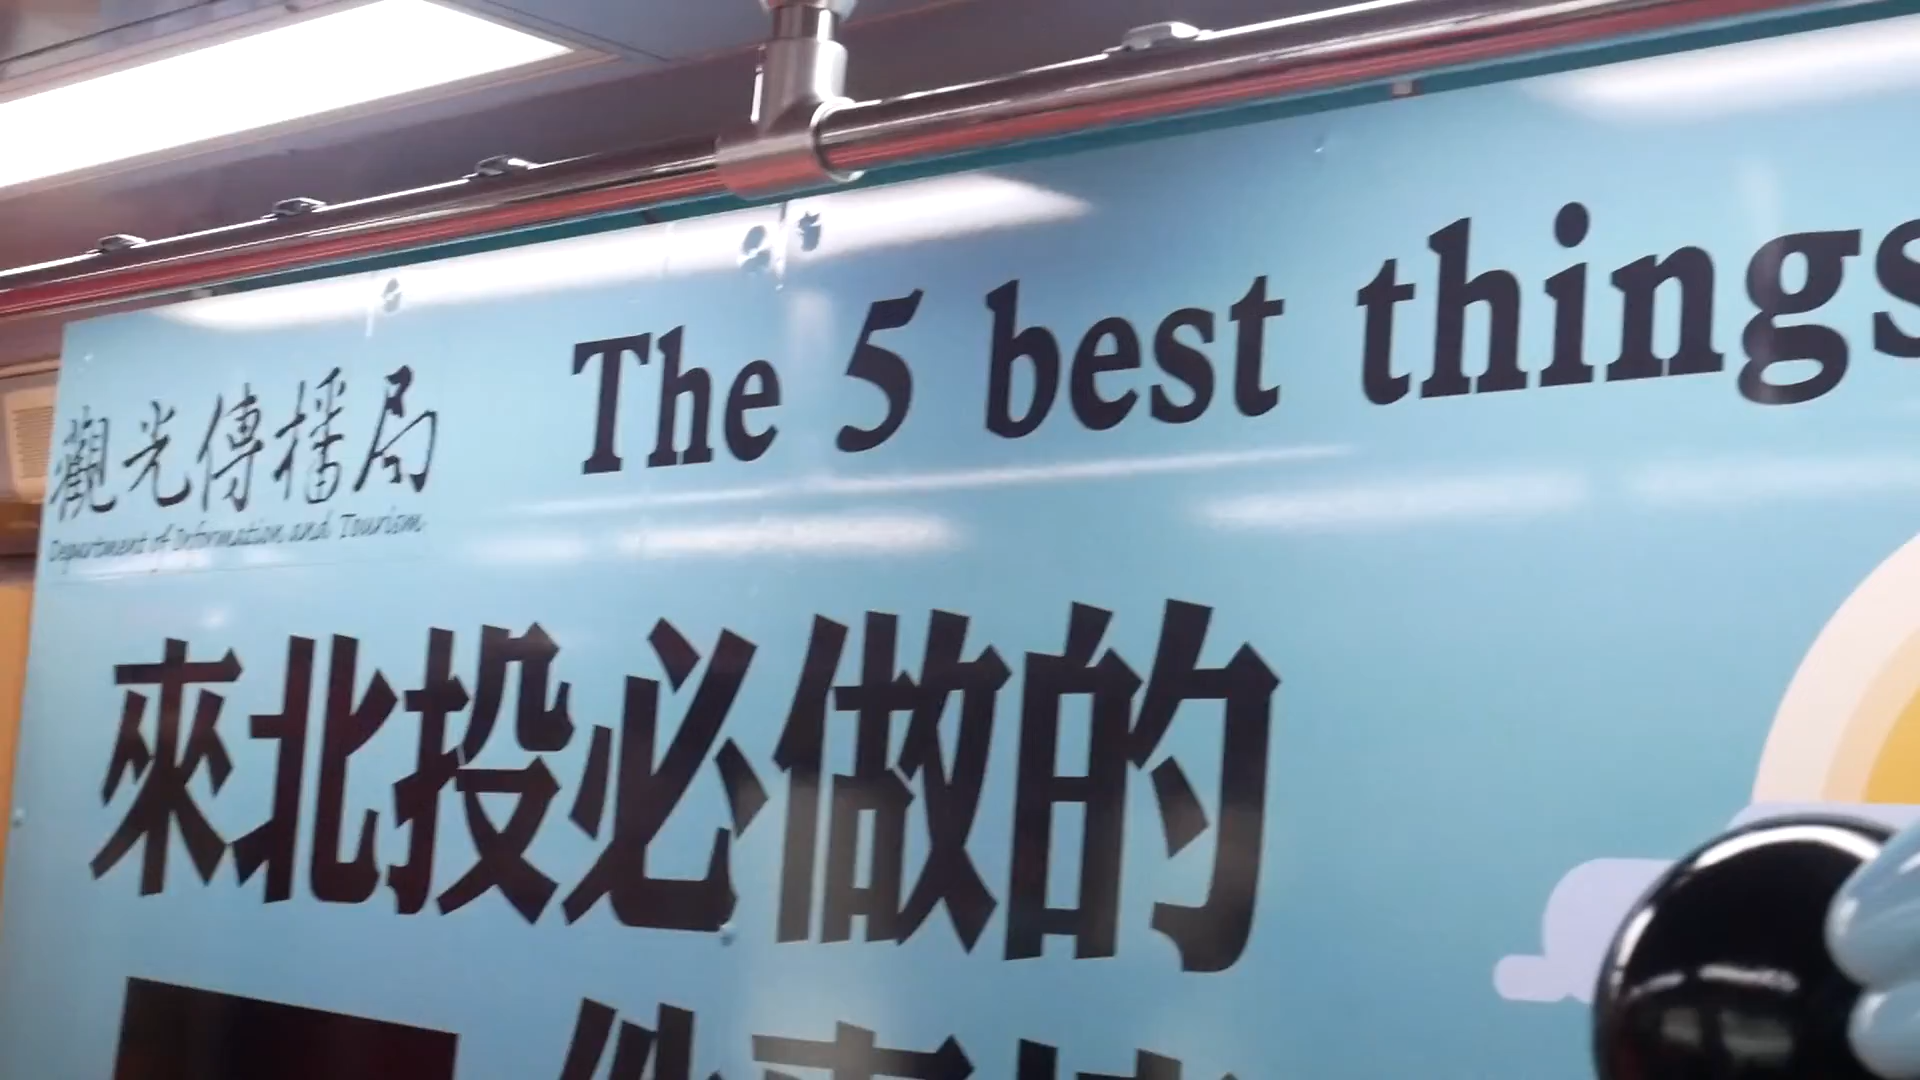 觀光傳播局
Department of Information and Tourism
The 5 best things
來北投必做的